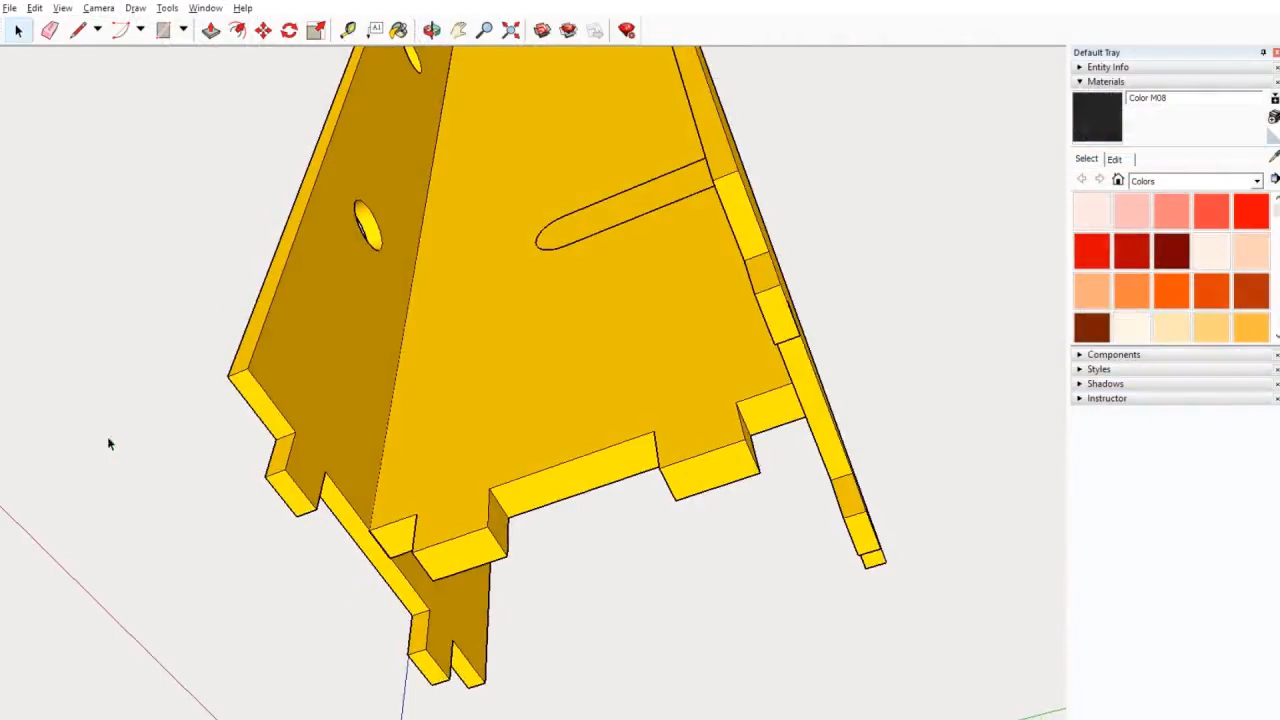 File Edit View Camera Draw Tools Window Help
A1
Default Tray
Entity Info
Materials
Color M08
Select Edit
Colors
Components
Styles
Shadows
Instructor